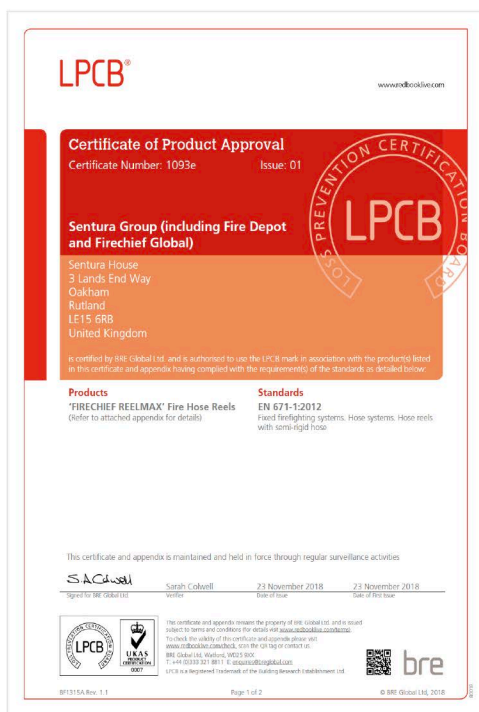 LPCB®
www.redbooklive.com
Certificate of Product Approval
Certificate Number: 1093e Issue: 01
Sentura Group (including Fire Depot
and Firechief Global)
Sentura House
3 Lands End Way
Oakham
Rutland
LE15 6RB
United Kingdom
LOSS PREVENTION CERTIFICATION BOARD
LPCB
is certified by BRE Global Ltd. and is authorised to use the LPCB mark in association with the product(s) listed
in this certificate and appendix having complied with the requirement(s) of the standards as detailed below:
Products
Standards
'FIRECHIEF REELMAX' Fire Hose Reels
(Refer to attached appendix for details)
EN 671-1:2012
Fixed firefighting systems. Hose systems. Hose reels
with semi-rigid hose
This certificate and appendix is maintained and held in force through regular surveillance activities
S.A Colwell
Sarah Colwell 23 November 2018 23 November 2018
Signed for BRE Global Ltd. Verifier Date of Issue Date of First Issue
LPCB
UKAS
PRODUCT
CERTIFICATION
0007
This certificate and appendix remains the property of BRE Global Ltd. and is issued
subject to terms and conditions (for details visit www.redbooklive.com/terms).
To check the validity of this certificate and appendix please visit
www.redbooklive.com/check, scan the QR tag or contact us.
BRE Global Ltd, Watford, WD25 9XX
T: +44 (0)333 321 8811 E: enquiries@breglobal.com
LPCB is a Registered Trademark of the Building Research Establishment Ltd.
bre
BF1315A Rev. 1.1 Page 1 of 2 © BRE Global Ltd, 2018